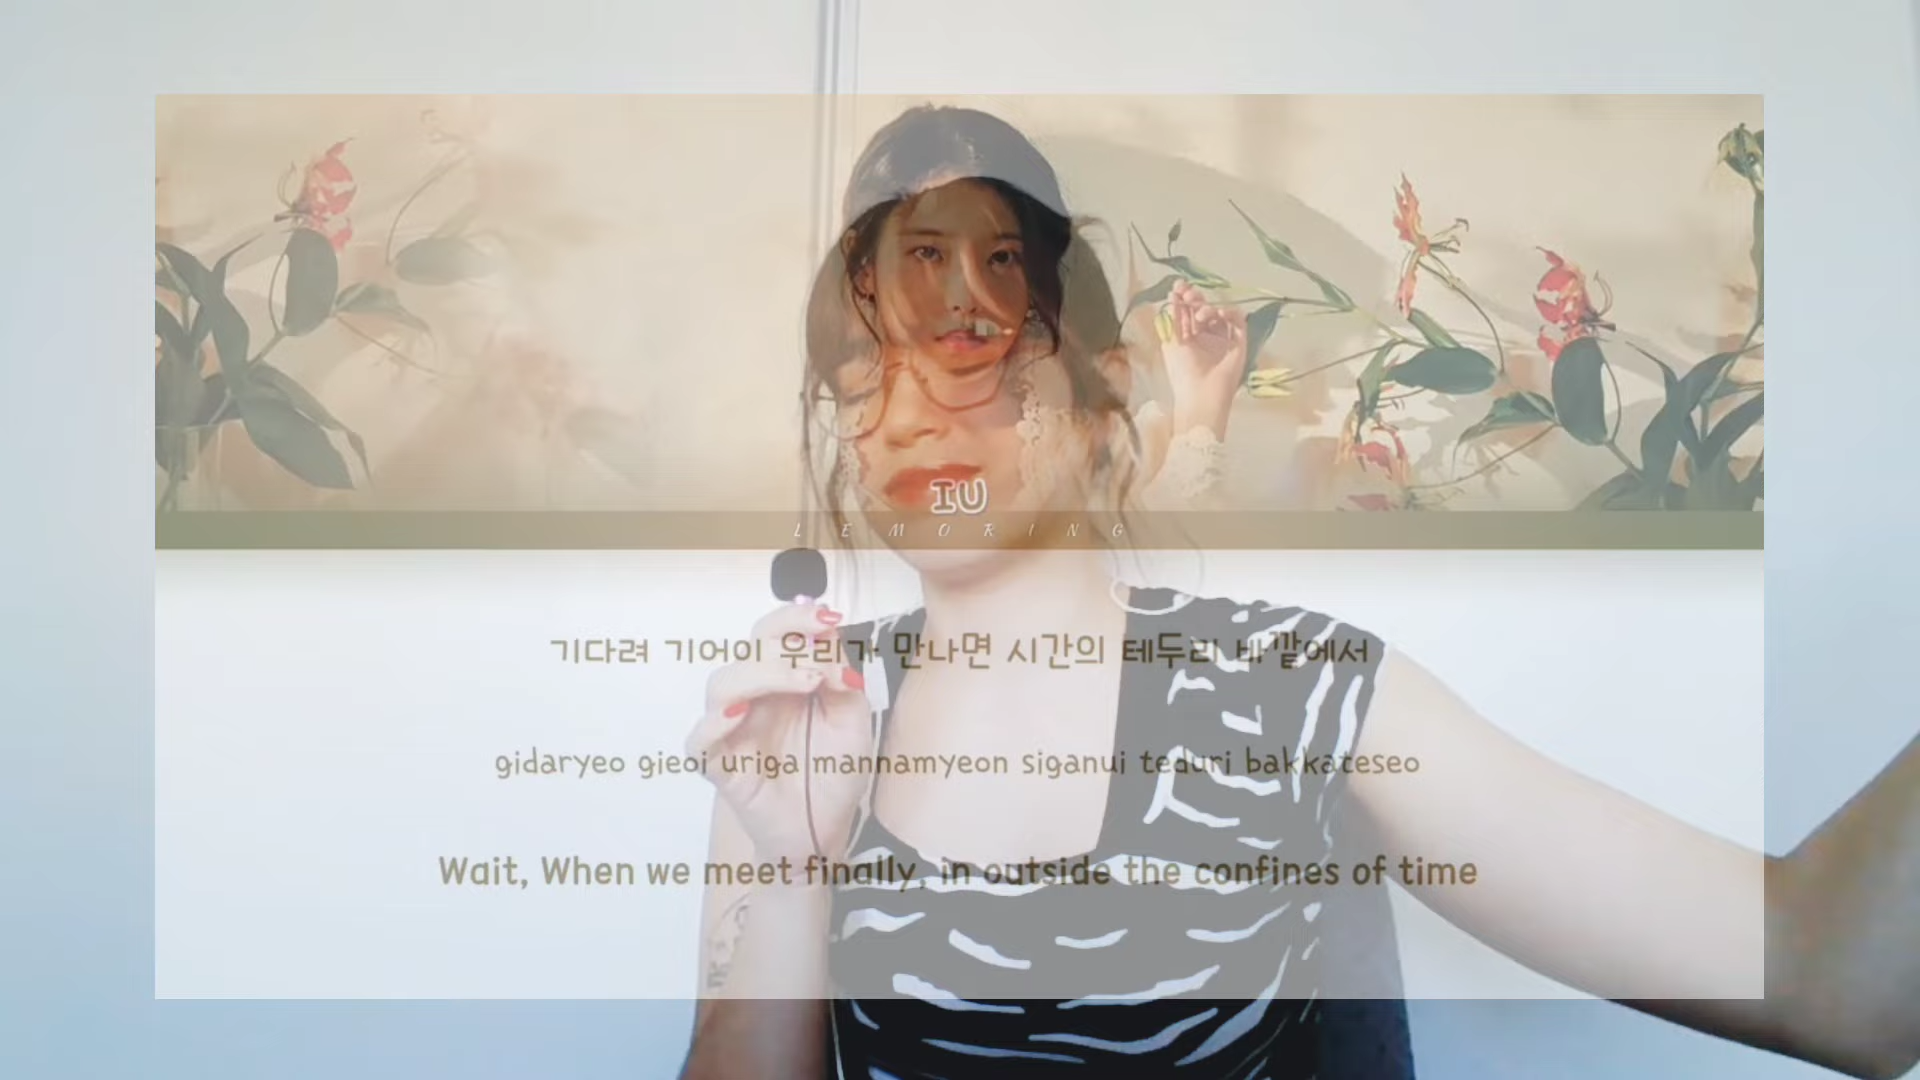 IU
LEMORING
기다려 기어이 우리가 만나면 시간의 테두리 바깥에서
gidaryeo gieoi uriga mannamyeon siganui teduri bakkateseo
Wait, When we meet finally, in outside the confines of time